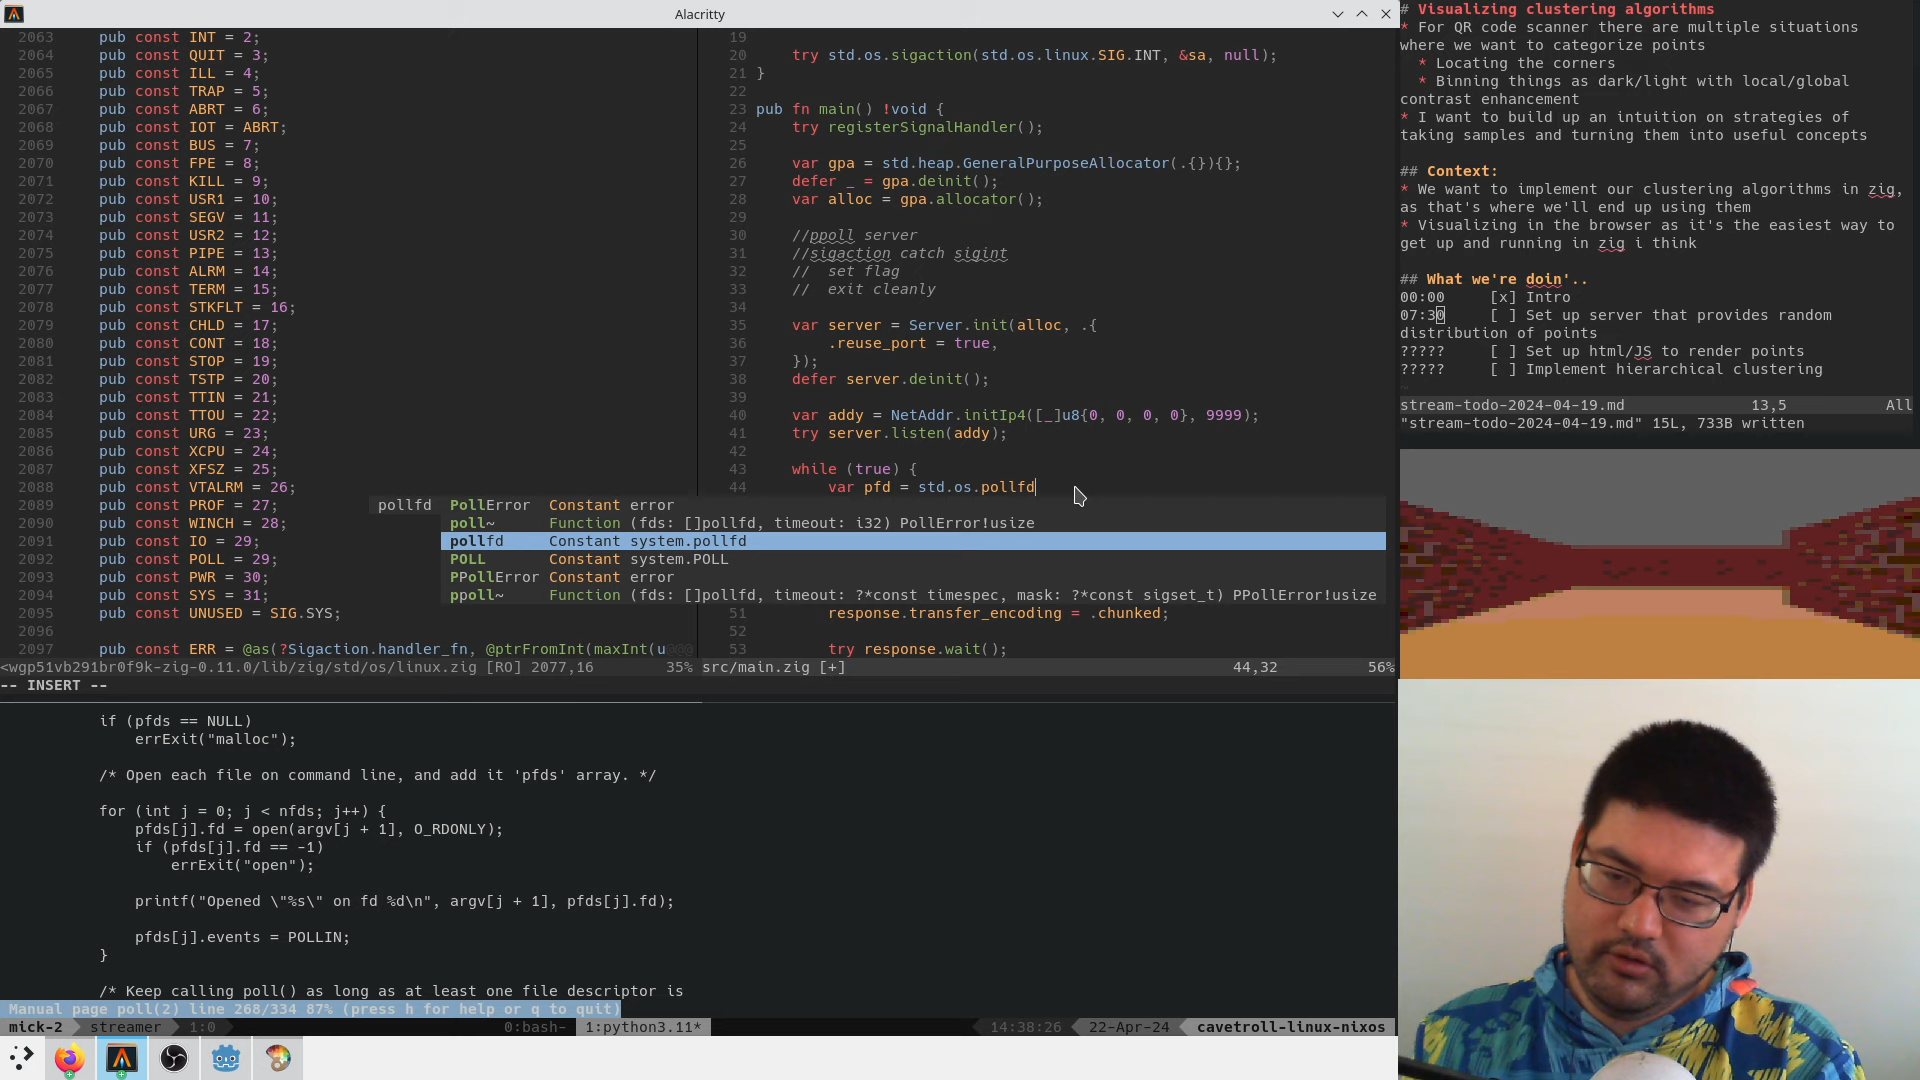 Alacritty
2063 pub const INT = 2;
2064 pub const QUIT = 3;
2065 pub const ILL = 4;
2066 pub const TRAP = 5;
2067 pub const ABRT = 6;
2068 pub const IOT = ABRT;
2069 pub const BUS = 7;
2070 pub const FPE = 8;
2071 pub const KILL = 9;
2072 pub const USR1 = 10;
2073 pub const SEGV = 11;
2074 pub const USR2 = 12;
2075 pub const PIPE = 13;
2076 pub const ALRM = 14;
2077 pub const TERM = 15;
2078 pub const STKFLT = 16;
2079 pub const CHLD = 17;
2080 pub const CONT = 18;
2081 pub const STOP = 19;
2082 pub const TSTP = 20;
2083 pub const TTIN = 21;
2084 pub const TTOU = 22;
2085 pub const URG = 23;
2086 pub const XCPU = 24;
2087 pub const XFSZ = 25;
2088 pub const VTALRM = 26;
2089 pub const PROF = 27;
2090 pub const WINCH = 28;
2091 pub const IO = 29;
2092 pub const POLL = 29;
2093 pub const PWR = 30;
2094 pub const SYS = 31;
2095 pub const UNUSED = SIG.SYS;
2096
2097 pub const ERR = @as(?Sigaction.handler_fn, @ptrFromInt(maxInt(u@@@
<wgp51vb291br0f9k-zig-0.11.0/lib/zig/std/os/linux.zig [RO] 2077,16 35%
19
20 try std.os.sigaction(std.os.linux.SIG.INT, &sa, null);
21 }
22
23 pub fn main() !void {
24 try registerSignalHandler();
25
26 var gpa = std.heap.GeneralPurposeAllocator(.{}){};
27 defer _ = gpa.deinit();
28 var alloc = gpa.allocator();
29
30 //ppoll server
31 //sigaction catch sigint
32 //  set flag
33 //  exit cleanly
34
35 var server = Server.init(alloc, .{
36 .reuse_port = true,
37 });
38 defer server.deinit();
39
40 var addy = NetAddr.initIp4([_]u8{0, 0, 0, 0}, 9999);
41 try server.listen(addy);
42
43 while (true) {
44 var pfd = std.os.pollfd
pollfd PollError Constant error
poll~ Function (fds: []pollfd, timeout: i32) PollError!usize
pollfd Constant system.pollfd
POLL Constant system.POLL
PPollError Constant error
ppoll~ Function (fds: []pollfd, timeout: ?*const timespec, mask: ?*const sigset_t) PPollError!usize
51 response.transfer_encoding = .chunked;
52
53 try response.wait();
src/main.zig [+] 44,32 56%
-- INSERT --
if (pfds == NULL)
errExit("malloc");
/* Open each file on command line, and add it 'pfds' array. */
for (int j = 0; j < nfds; j++) {
pfds[j].fd = open(argv[j + 1], O_RDONLY);
if (pfds[j].fd == -1)
errExit("open");
printf("Opened \"%s\" on fd %d\n", argv[j + 1], pfds[j].fd);
pfds[j].events = POLLIN;
}
/* Keep calling poll() as long as at least one file descriptor is
Manual page poll(2) line 268/334 87% (press h for help or q to quit)
mick-2 streamer 1:0 0:bash- 1:python3.11* 14:38:26 22-Apr-24 cavetroll-linux-nixos
# Visualizing clustering algorithms
* For QR code scanner there are multiple situations
where we want to categorize points
* Locating the corners
* Binning things as dark/light with local/global
contrast enhancement
* I want to build up an intuition on strategies of
taking samples and turning them into useful concepts
## Context:
* We want to implement our clustering algorithms in zig,
as that's where we'll end up using them
* Visualizing in the browser as it's the easiest way to
get up and running in zig i think
## What we're doin'..
00:00 [x] Intro
07:30 [ ] Set up server that provides random
distribution of points
????? [ ] Set up html/JS to render points
????? [ ] Implement hierarchical clustering
~
stream-todo-2024-04-19.md 13,5 All
"stream-todo-2024-04-19.md" 15L, 733B written